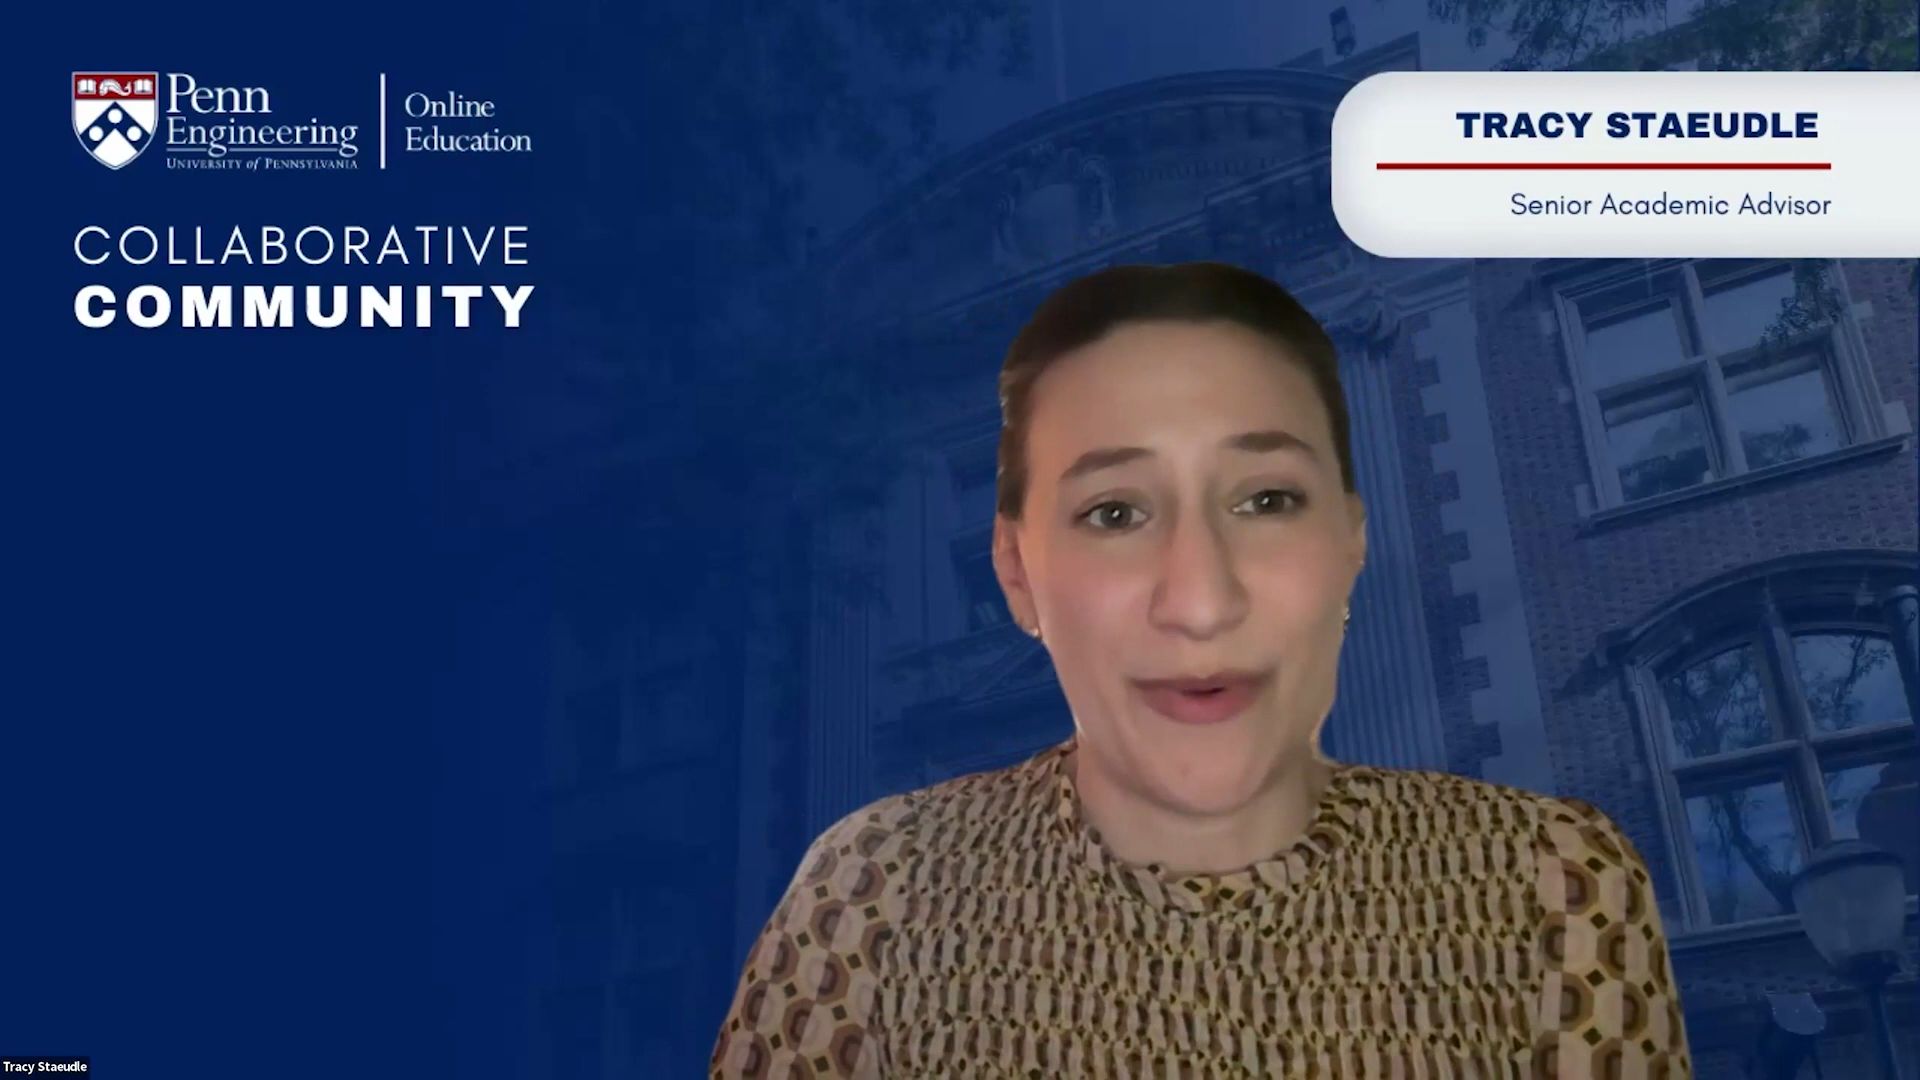 Penn
Engineering
UNIVERSITY of PENNSYLVANIA
Online
Education
COLLABORATIVE
COMMUNITY
TRACY STAEUDLE
Senior Academic Advisor
Tracy Staeudle